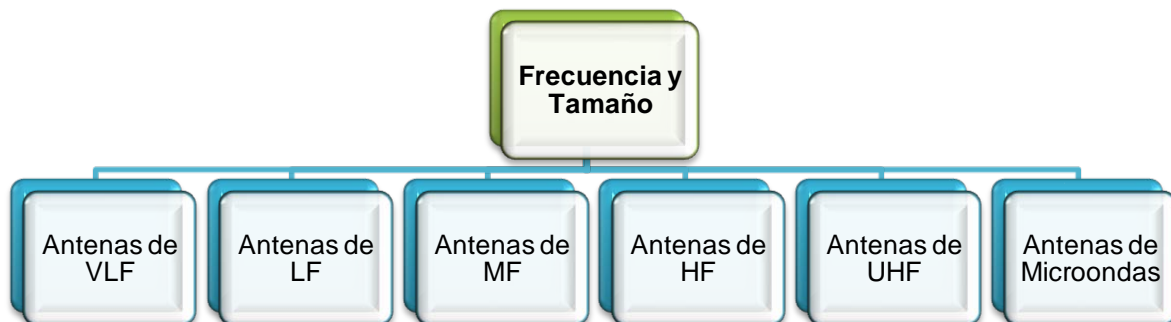 Frecuencia y
Tamaño
Antenas de
VLF
Antenas de
LF
Antenas de
MF
Antenas de
HF
Antenas de
UHF
Antenas de
Microondas